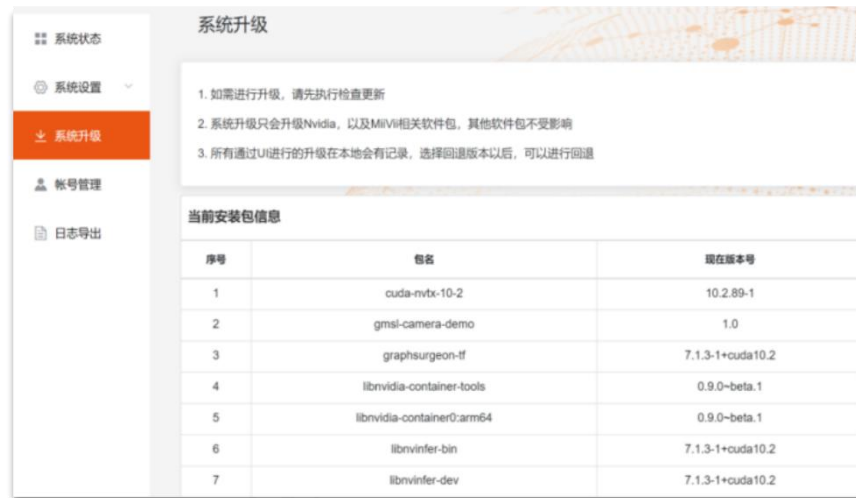 系统升级
系统状态
系统设置
系统升级
帐号管理
日志导出
1. 如需进行升级，请先执行检查更新
2. 系统升级只会升级Nvidia，以及MiiVii相关软件包，其他软件包不受影响
3. 所有通过UI进行的升级在本地会有记录，选择回退版本以后，可以进行回退
当前安装包信息
序号 包名 现在版本号
1 cuda-nvtx-10-2 10.2.89-1
2 gmsl-camera-demo 1.0
3 graphsurgeon-tf 7.1.3-1+cuda10.2
4 libnvidia-container-tools 0.9.0~beta.1
5 libnvidia-container0:arm64 0.9.0~beta.1
6 libnvinfer-bin 7.1.3-1+cuda10.2
7 libnvinfer-dev 7.1.3-1+cuda10.2